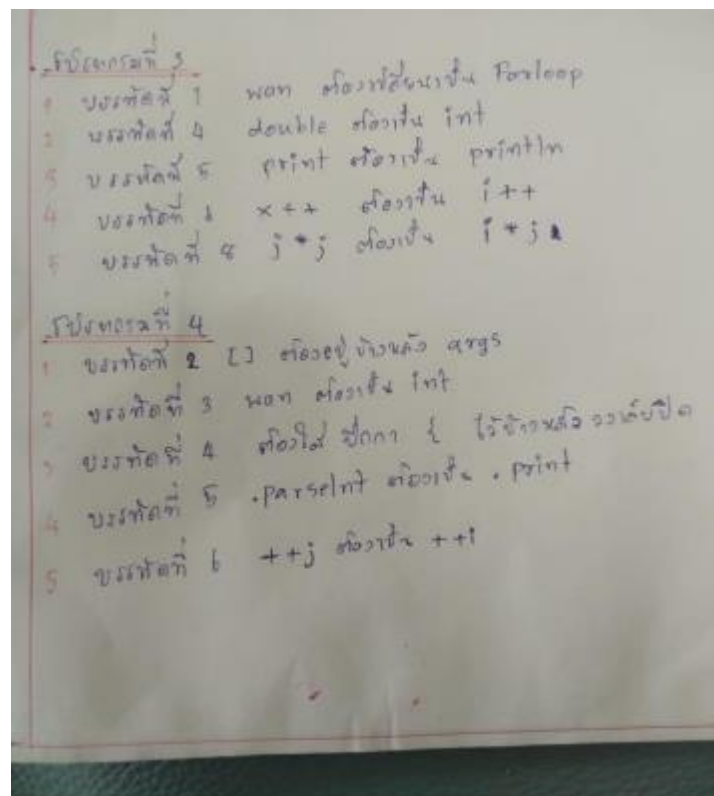 โปรแกรมที่ 3
1 บรรทัดที่ 1 ต้องเขียนเป็น Forloop
2 บรรทัดที่ 4 double ต้องเป็น int
3 บรรทัดที่ 5 print ต้องเป็น println
4 บรรทัดที่ 6 x++ ต้องเป็น i++
5 บรรทัดที่ 8 j*j ต้องเป็น i*j
โปรแกรมที่ 4
1 บรรทัดที่ 2 [] ต้องอยู่ข้างหลัง args
2 บรรทัดที่ 3 ต้องเป็น int
3 บรรทัดที่ 4 ต้องใส่ ปีกกา { ไว้ข้างหลัง วงเล็บปิด
4 บรรทัดที่ 5 .parseInt ต้องเป็น .print
5 บรรทัดที่ 6 ++j ต้องเป็น ++i